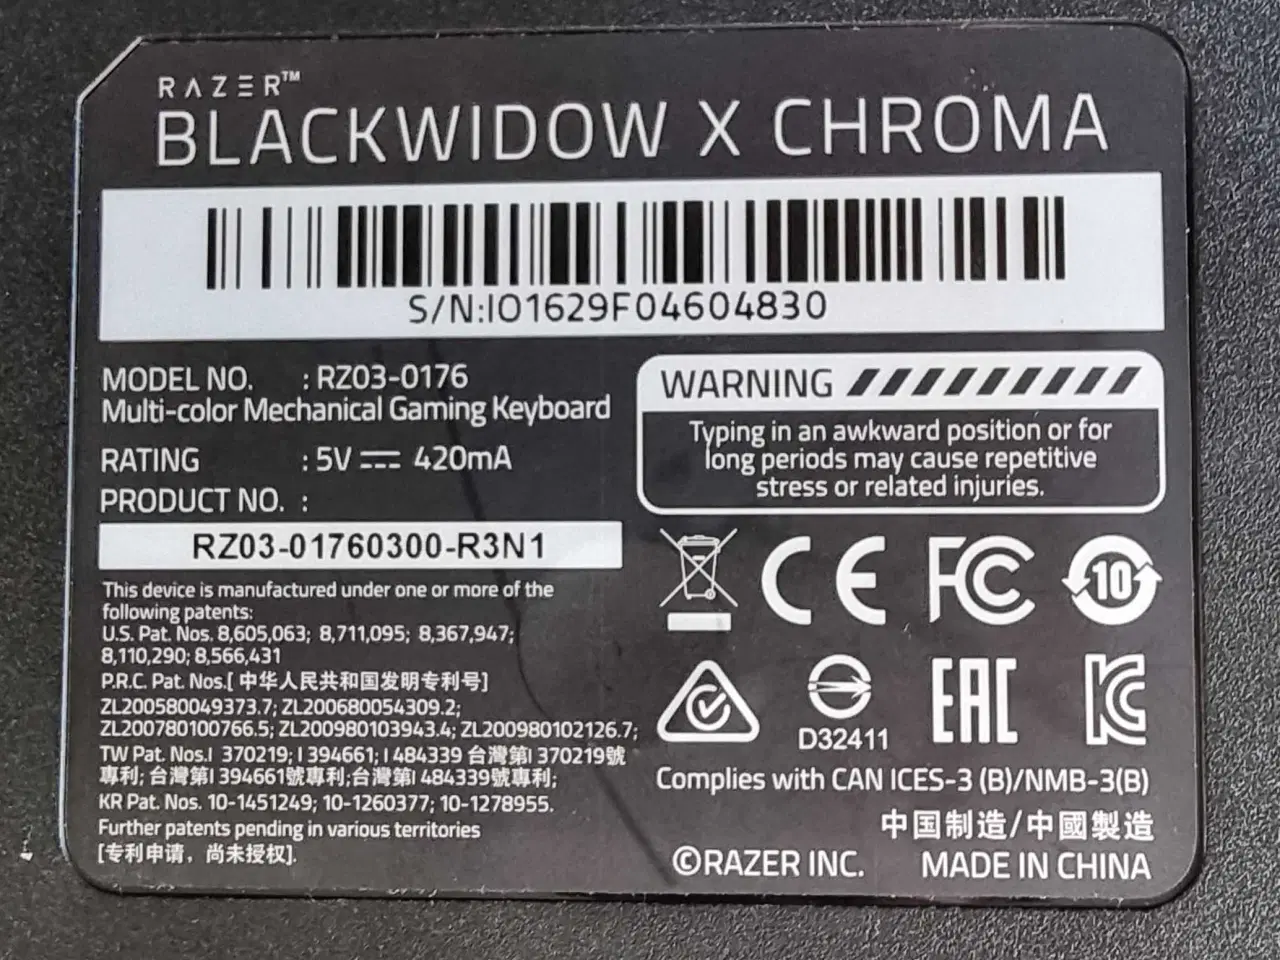 RAZER™
BLACKWIDOW X CHROMA
S/N:IO1629F04604830
MODEL NO. : RZ03-0176
Multi-color Mechanical Gaming Keyboard
RATING : 5V ⎓ 420mA
PRODUCT NO. :
RZ03-01760300-R3N1
This device is manufactured under one or more of the
following patents:
U.S. Pat. Nos. 8,605,063; 8,711,095; 8,367,947;
8,110,290; 8,566,431
P.R.C. Pat. Nos.[ 中华人民共和国发明专利号]
ZL200580049373.7; ZL200680054309.2;
ZL200780100766.5; ZL200980103943.4; ZL200980102126.7;
TW Pat. Nos.I 370219; I 394661; I 484339 台灣第I 370219號
專利; 台灣第I 394661號專利;台灣第I 484339號專利;
KR Pat. Nos. 10-1451249; 10-1260377; 10-1278955.
Further patents pending in various territories
[专利申请，尚未授权].
WARNING
Typing in an awkward position or for
long periods may cause repetitive
stress or related injuries.
CE FC 10
D32411 EAC KC
Complies with CAN ICES-3 (B)/NMB-3(B)
中国制造/中國製造
©RAZER INC. MADE IN CHINA